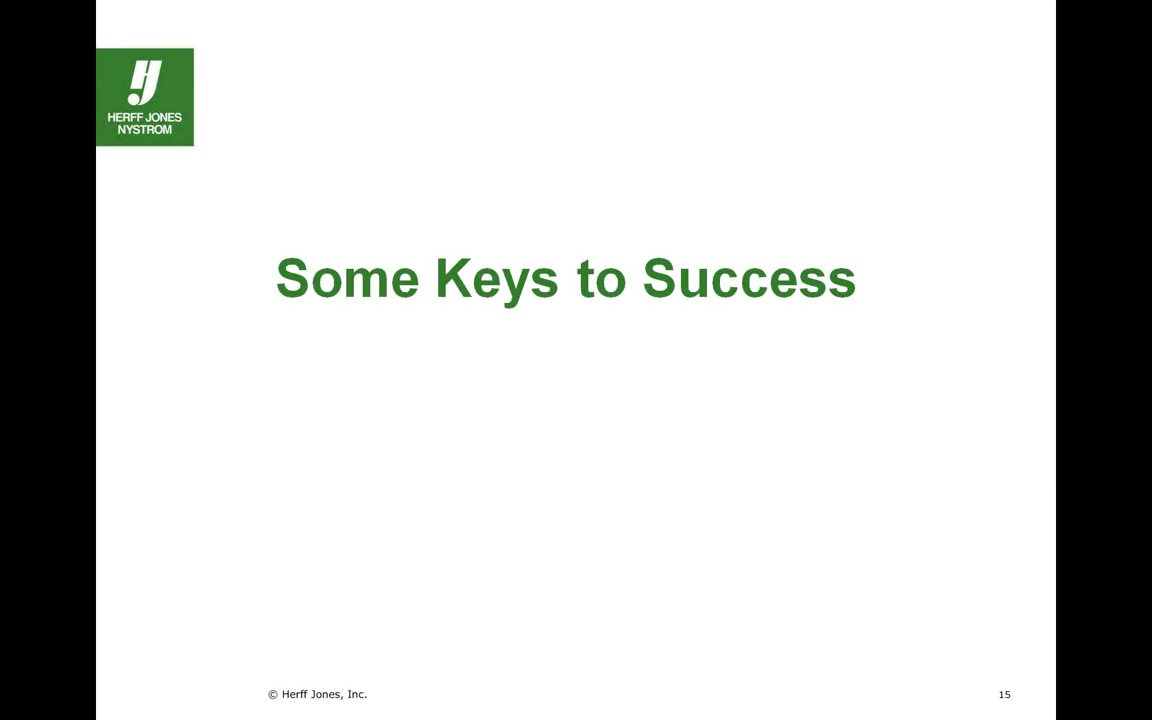 HERFF JONES
NYSTROM
Some Keys to Success
© Herff Jones, Inc.
15